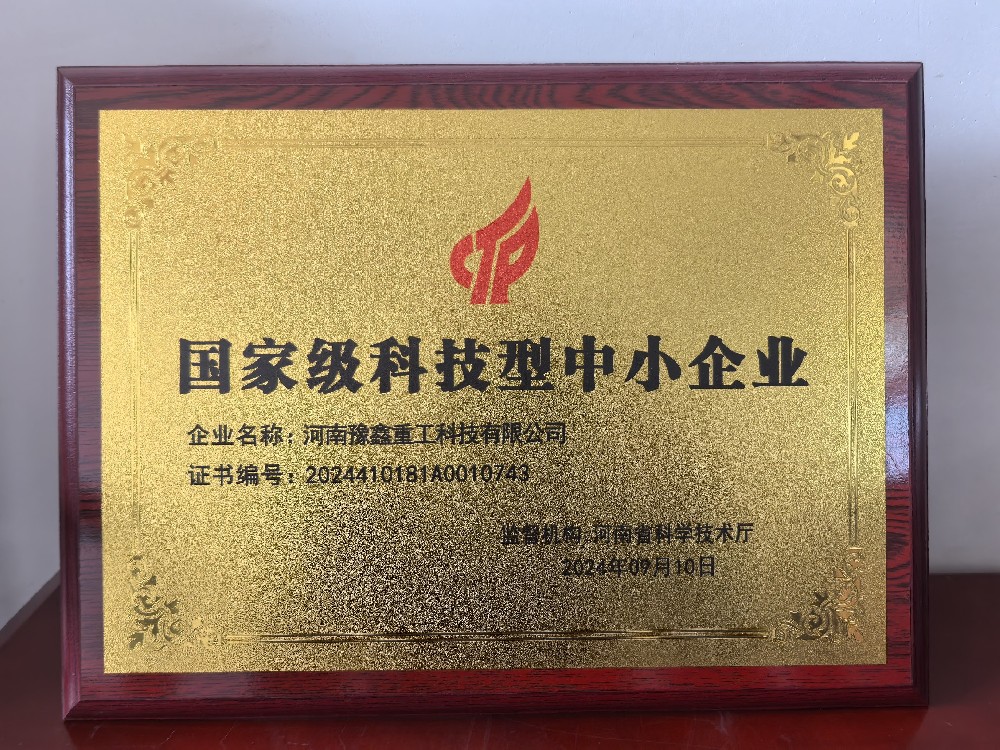 CTP
国家级科技型中小企业
企业名称：河南豫鑫重工科技有限公司
证书编号：2024410181A0010743
监督机构 河南省科学技术厅
2024年09月10日